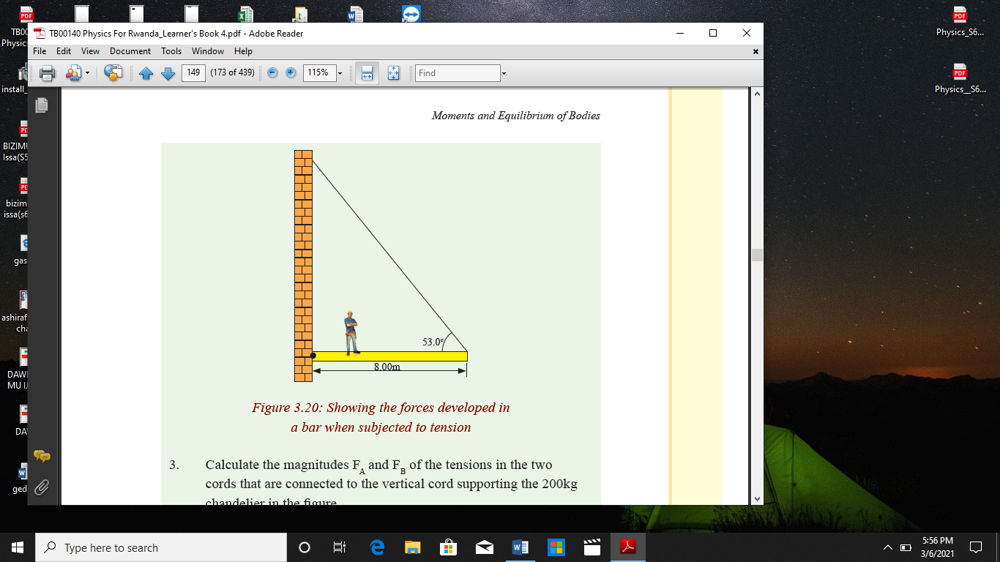 TB00140 Physics For Rwanda_Learner's Book 4.pdf - Adobe Reader
File Edit View Document Tools Window Help
149 (173 of 439) 115% Find
Moments and Equilibrium of Bodies
53.0°
8.00m
Figure 3.20: Showing the forces developed in
a bar when subjected to tension
3. Calculate the magnitudes FA and FB of the tensions in the two
cords that are connected to the vertical cord supporting the 200kg
chandelier in the figure
TB00
Physic
install_
BIZIMU
Issa(S5
bizim
issa(s6
gas
ashiraf
cha
DAW
MU IJ
DA
ged
Physics_S6...
Physics__S6...
Type here to search
5:56 PM
3/6/2021